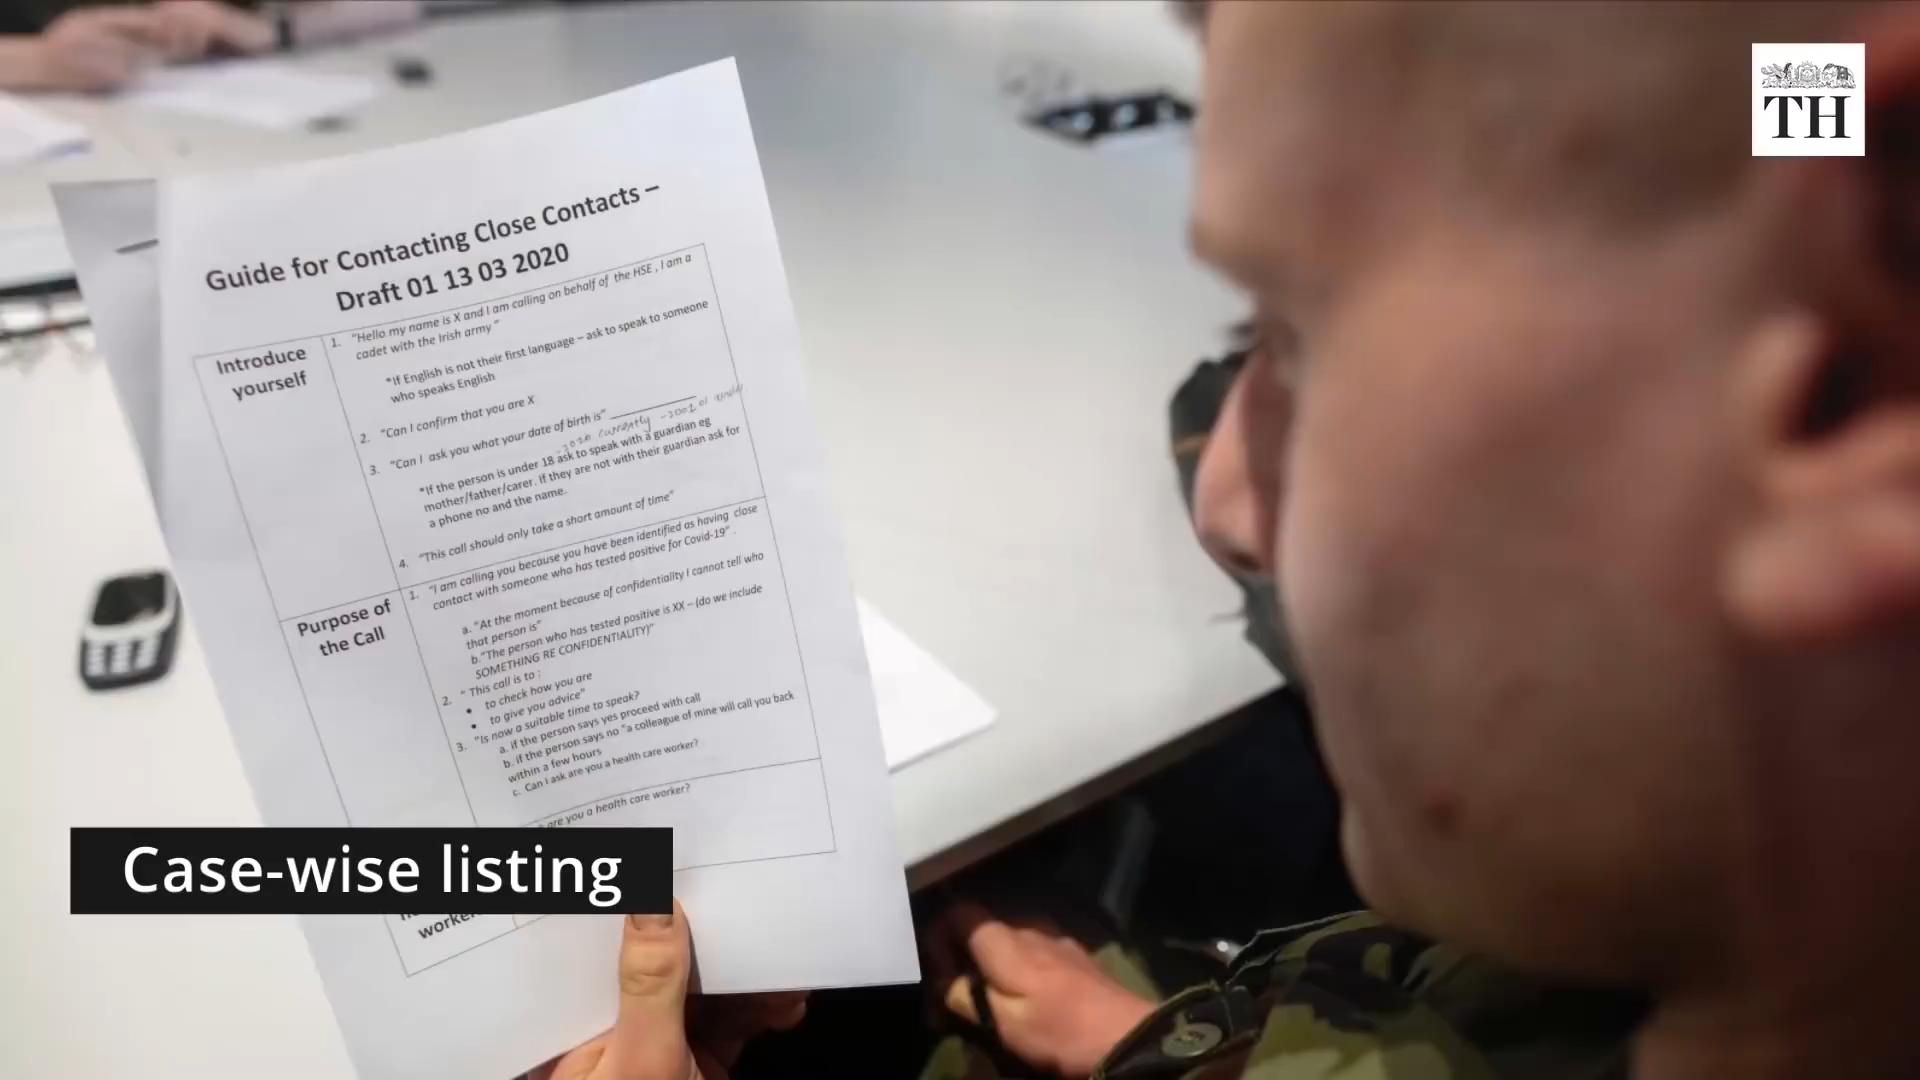 TH
Guide for Contacting Close Contacts –
Draft 01 13 03 2020
Introduce
yourself
1. "Hello my name is X and I am calling on behalf of the HSE , I am a
cadet with the Irish army "
*If English is not their first language – ask to speak to someone
who speaks English
2. "Can I confirm that you are X
3. "Can I ask you what your date of birth is"
currently
*If the person is under 18 ask to speak with a guardian eg
mother/father/carer. If they are not with their guardian ask for
a phone no and the name.
4. "This call should only take a short amount of time"
Purpose of
the Call
1. "I am calling you because you have been identified as having close
contact with someone who has tested positive for Covid-19" .
a. "At the moment because of confidentiality I cannot tell who
that person is"
b."The person who has tested positive is XX – (do we include
SOMETHING RE CONFIDENTIALITY)"
2. " This call is to :
• to check how you are
• to give you advice"
3. "Is now a suitable time to speak?
a. if the person says yes proceed with call
b. if the person says no "a colleague of mine will call you back
within a few hours
c. Can I ask are you a health care worker?
are you a health care worker?
worker
Case-wise listing